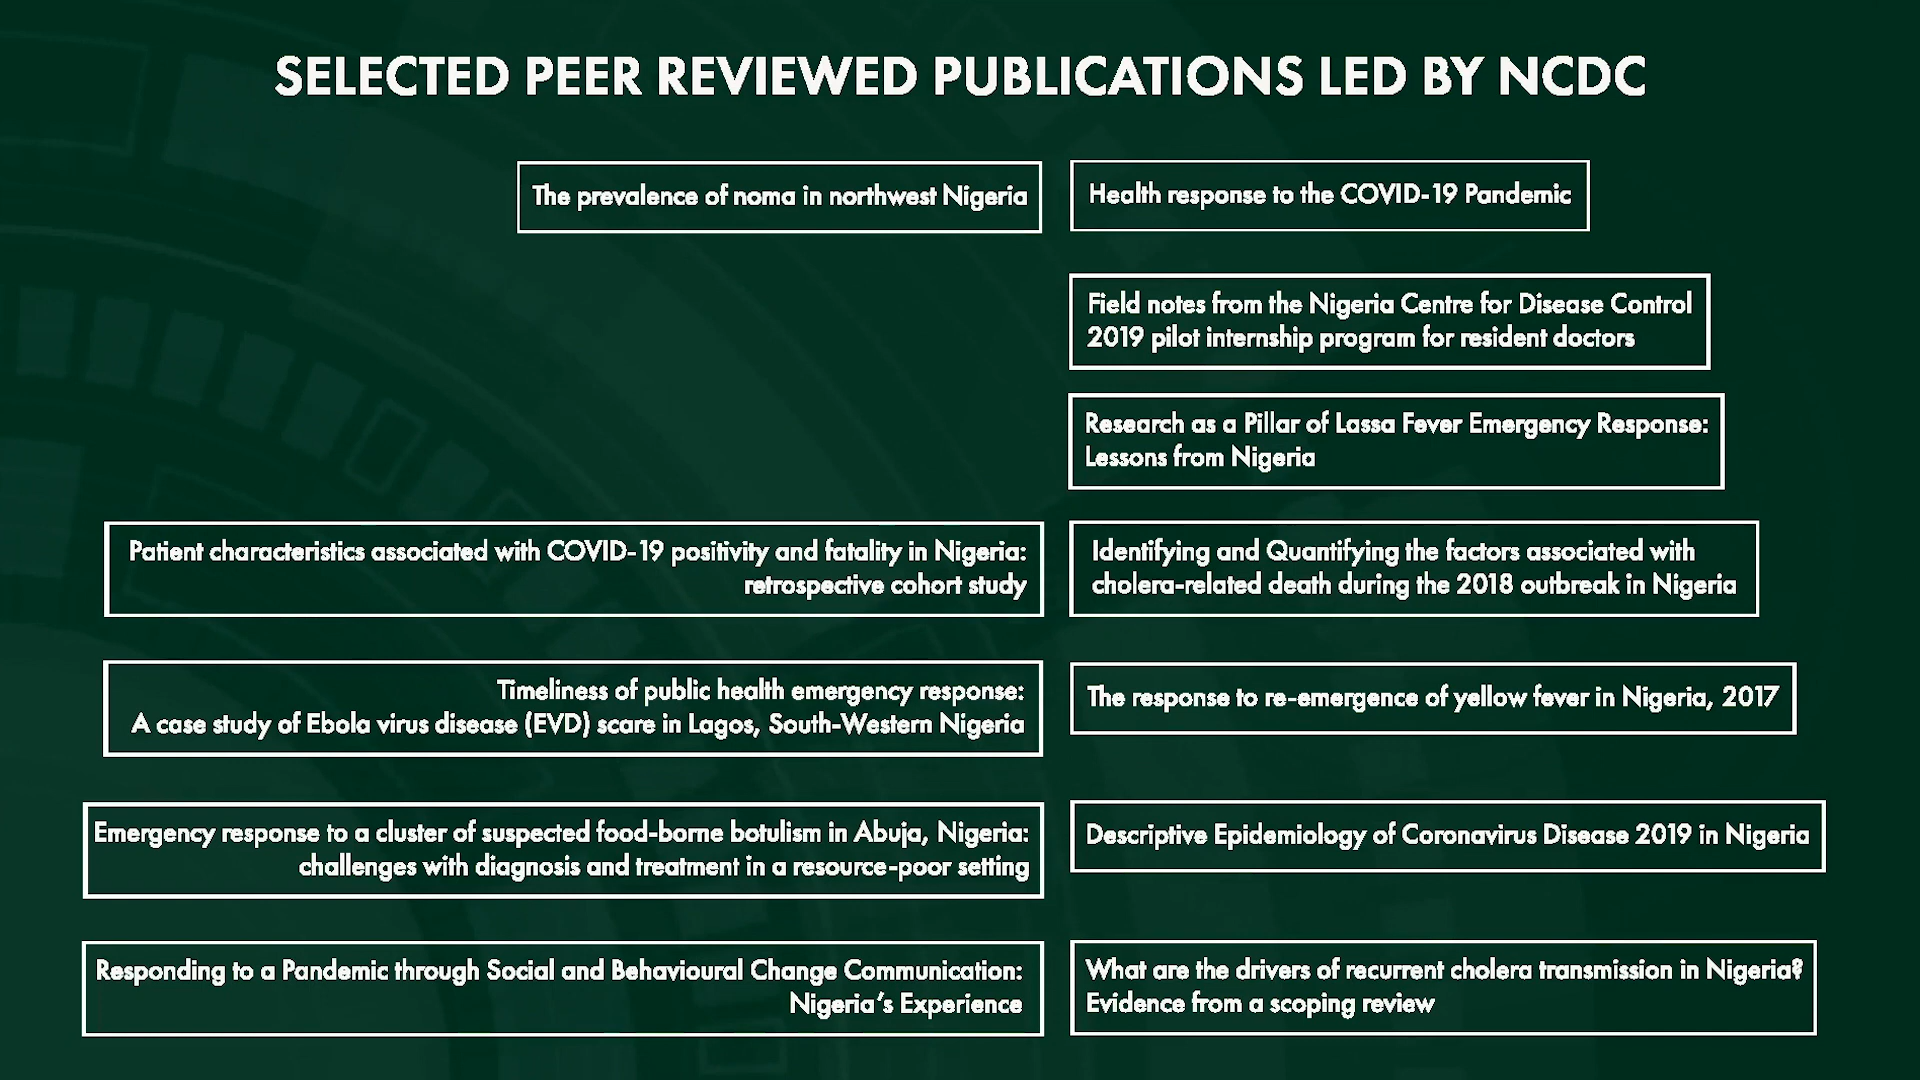 SELECTED PEER REVIEWED PUBLICATIONS LED BY NCDC
The prevalence of noma in northwest Nigeria
Health response to the COVID-19 Pandemic
Field notes from the Nigeria Centre for Disease Control
2019 pilot internship program for resident doctors
Research as a Pillar of Lassa Fever Emergency Response:
Lessons from Nigeria
Patient characteristics associated with COVID-19 positivity and fatality in Nigeria:
retrospective cohort study
Identifying and Quantifying the factors associated with
cholera-related death during the 2018 outbreak in Nigeria
Timeliness of public health emergency response:
A case study of Ebola virus disease (EVD) scare in Lagos, South-Western Nigeria
The response to re-emergence of yellow fever in Nigeria, 2017
Emergency response to a cluster of suspected food-borne botulism in Abuja, Nigeria:
challenges with diagnosis and treatment in a resource-poor setting
Descriptive Epidemiology of Coronavirus Disease 2019 in Nigeria
Responding to a Pandemic through Social and Behavioural Change Communication:
Nigeria's Experience
What are the drivers of recurrent cholera transmission in Nigeria?
Evidence from a scoping review